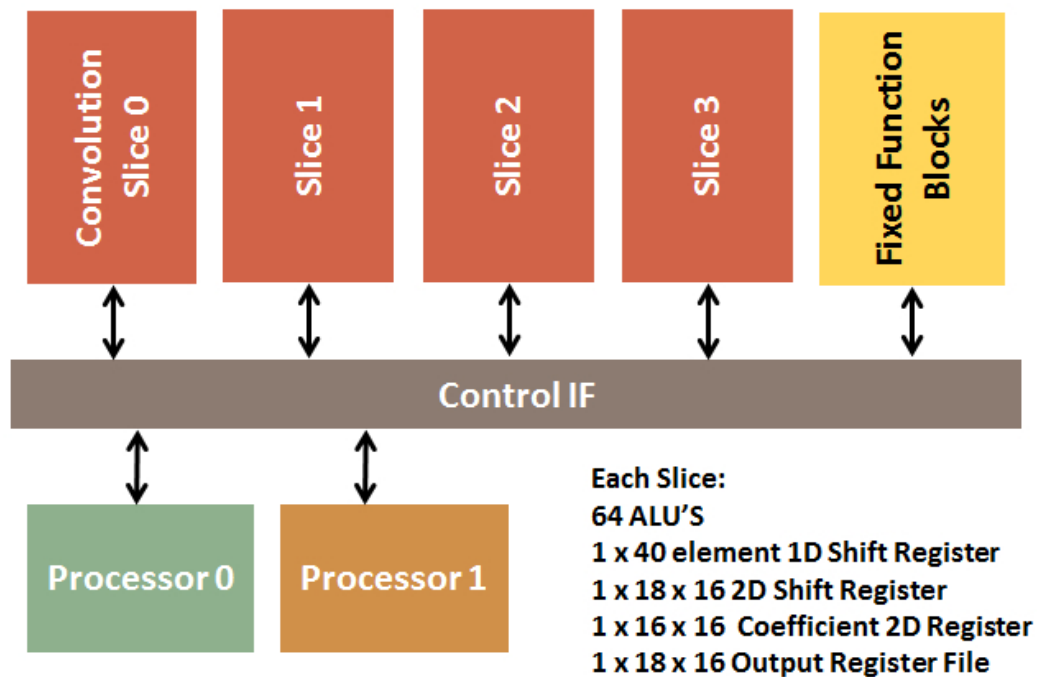 Convolution
Slice 0
Slice 1
Slice 2
Slice 3
Fixed Function
Blocks
Control IF
Processor 0
Processor 1
Each Slice:
64 ALU'S
1 x 40 element 1D Shift Register
1 x 18 x 16 2D Shift Register
1 x 16 x 16 Coefficient 2D Register
1 x 18 x 16 Output Register File